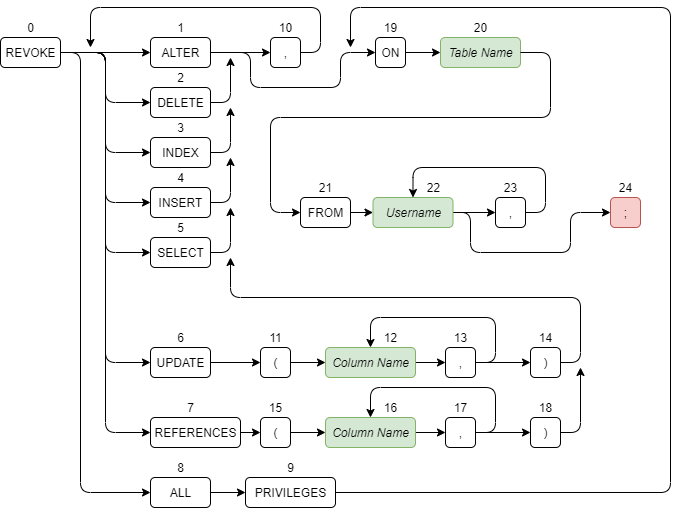 0
REVOKE
1
ALTER
10
,
19
ON
20
Table Name
2
DELETE
3
INDEX
4
INSERT
21
FROM
22
Username
23
,
24
;
5
SELECT
6
UPDATE
11
(
12
Column Name
13
,
14
)
7
REFERENCES
15
(
16
Column Name
17
,
18
)
8
ALL
9
PRIVILEGES